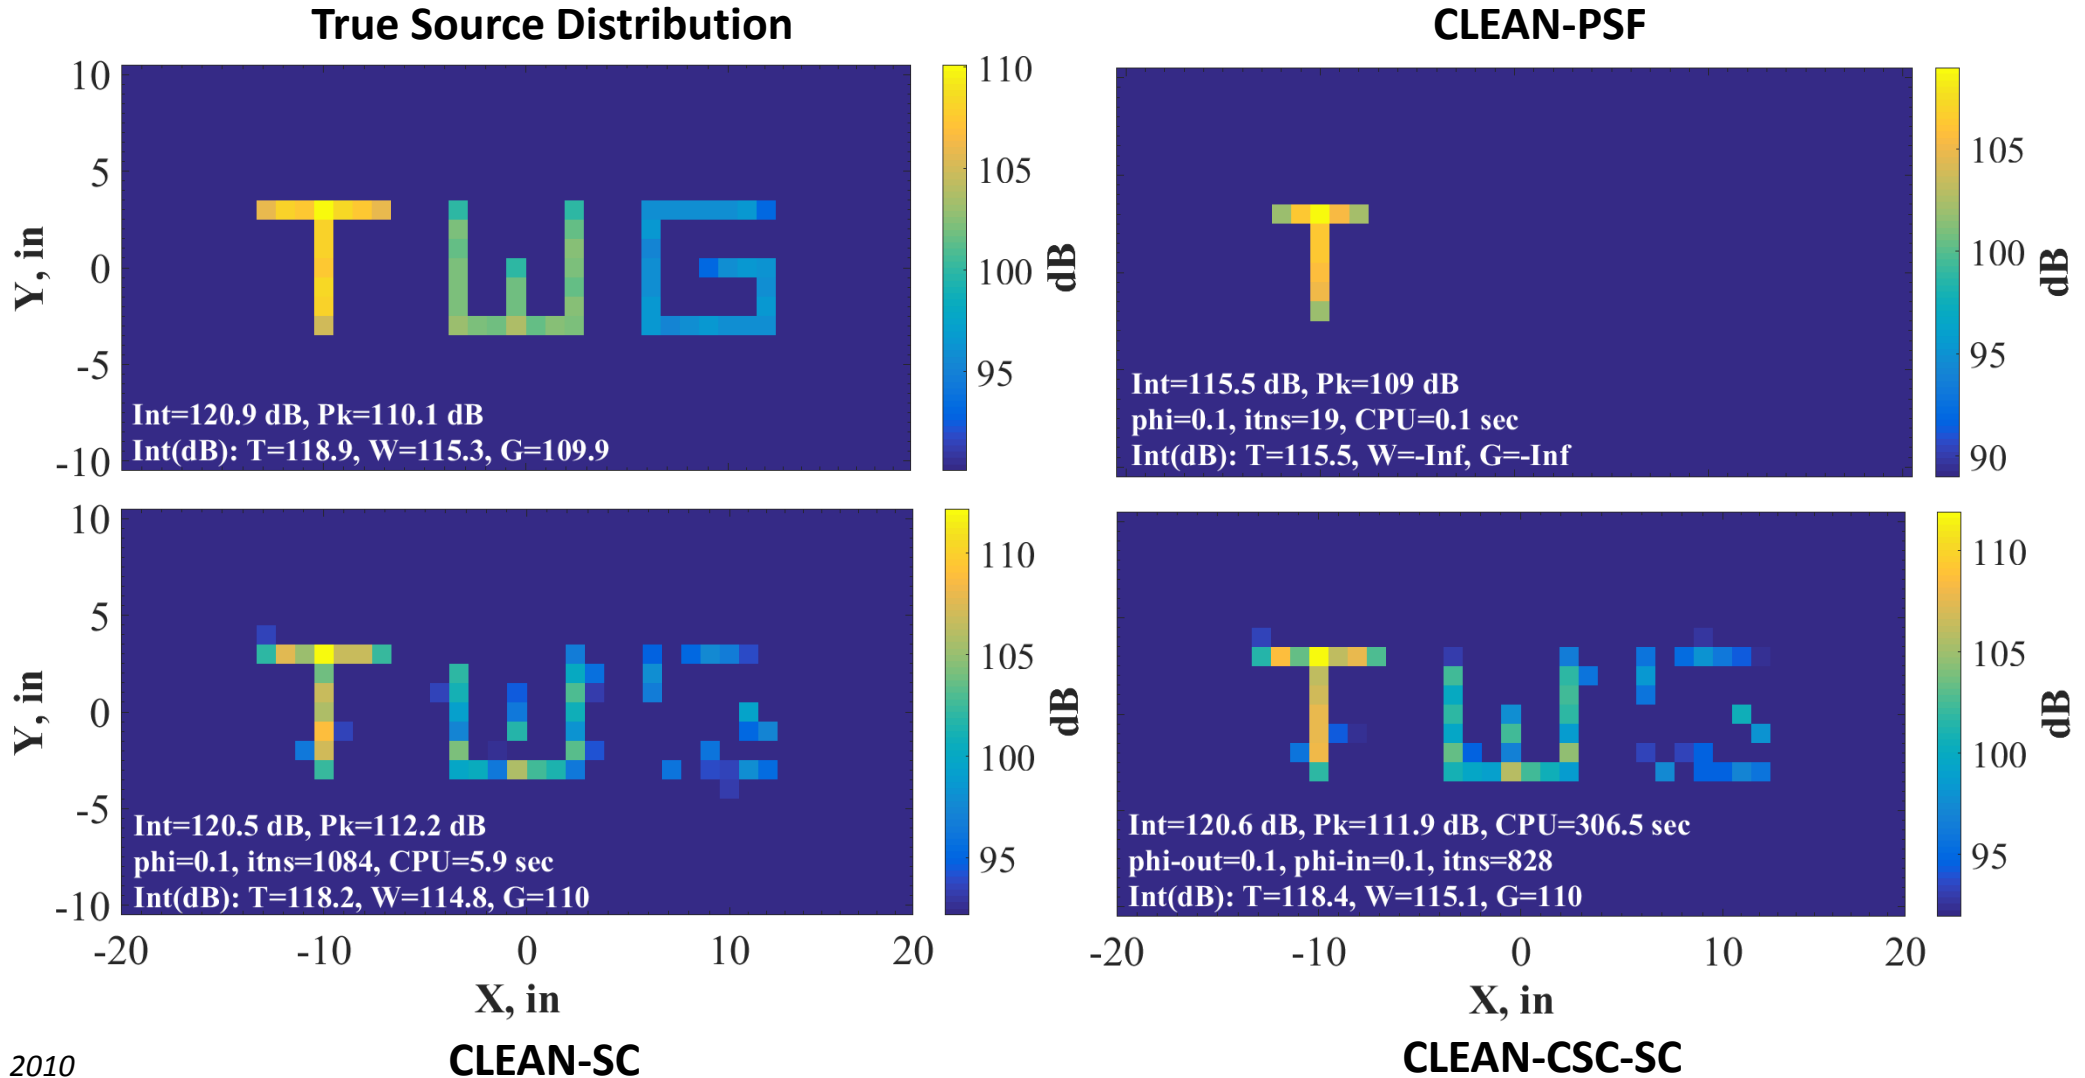 True Source Distribution
CLEAN-PSF
10
5
0
-5
-10
Y, in
Int=120.9 dB, Pk=110.1 dB
Int(dB): T=118.9, W=115.3, G=109.9
110
105
100
95
dB
Int=115.5 dB, Pk=109 dB
phi=0.1, itns=19, CPU=0.1 sec
Int(dB): T=115.5, W=-Inf, G=-Inf
105
100
95
90
dB
10
5
0
-5
-10
Y, in
Int=120.5 dB, Pk=112.2 dB
phi=0.1, itns=1084, CPU=5.9 sec
Int(dB): T=118.2, W=114.8, G=110
-20 -10 0 10 20
X, in
110
105
100
95
dB
Int=120.6 dB, Pk=111.9 dB, CPU=306.5 sec
phi-out=0.1, phi-in=0.1, itns=828
Int(dB): T=118.4, W=115.1, G=110
-20 -10 0 10 20
X, in
110
105
100
95
dB
2010
CLEAN-SC
CLEAN-CSC-SC